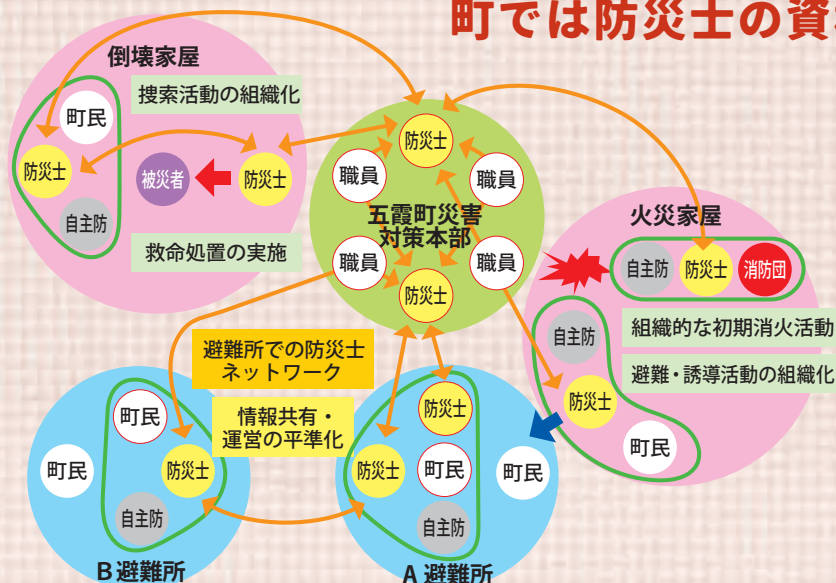 町では防災士の資
倒壊家屋
捜索活動の組織化
町民
防災士
自主防
被災者
防災士
救命処置の実施
防災士
職員
職員
五霞町災害
対策本部
職員
職員
防災士
火災家屋
自主防
防災士
消防団
組織的な初期消火活動
自主防
避難・誘導活動の組織化
防災士
町民
避難所での防災士
ネットワーク
情報共有・
運営の平準化
町民
町民
防災士
自主防
B避難所
防災士
防災士
町民
町民
自主防
A避難所